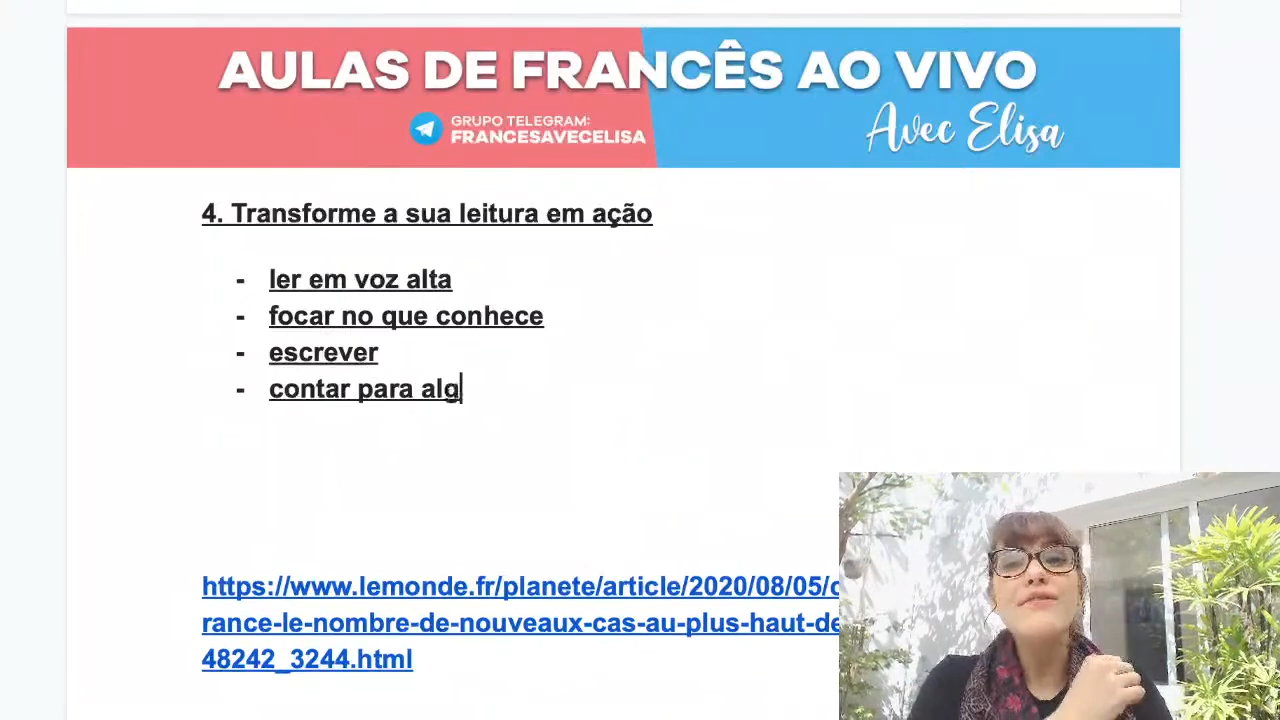 AULAS DE FRANCÊS AO VIVO
GRUPO TELEGRAM:
FRANCESAVECELISA
Avec Elisa
4. Transforme a sua leitura em ação
- ler em voz alta
- focar no que conhece
- escrever
- contar para alg
https://www.lemonde.fr/planete/article/2020/08/05/
rance-le-nombre-de-nouveaux-cas-au-plus-haut-de
48242_3244.html